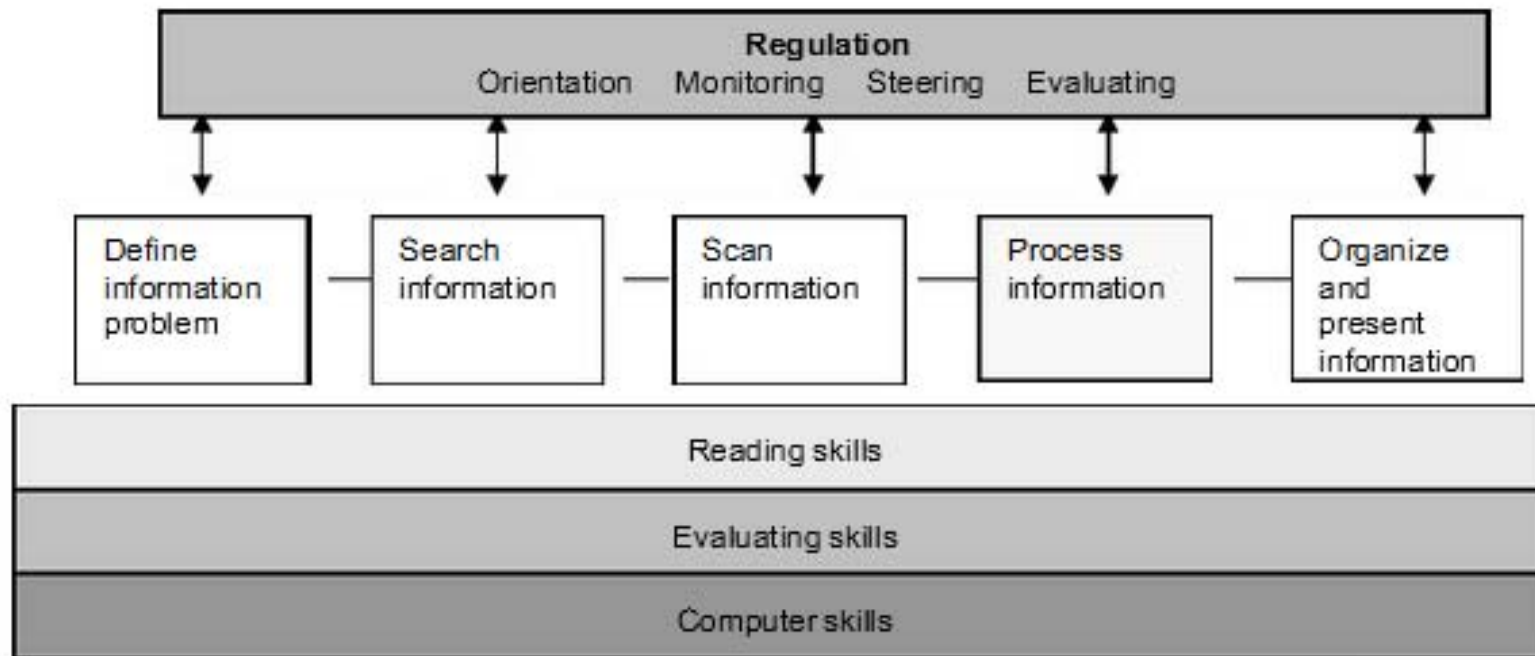 Regulation
Orientation Monitoring Steering Evaluating
Define
information
problem
Search
information
Scan
information
Process
information
Organize
and
present
information
Reading skills
Evaluating skills
Computer skills